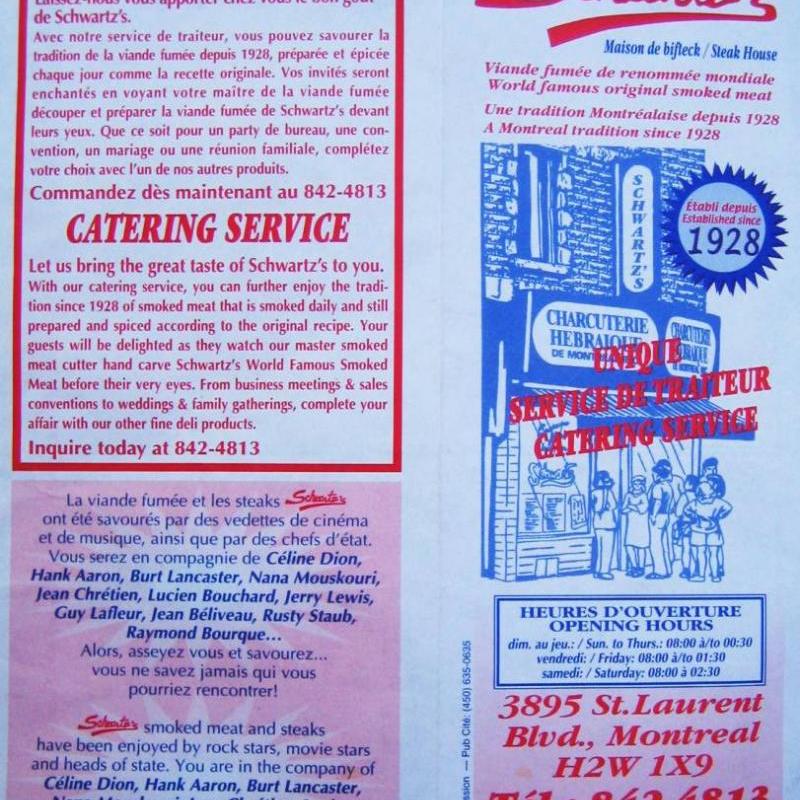 Laissez-nous vous apporter chez vous le bon goût
de Schwartz's.
Avec notre service de traiteur, vous pouvez savourer la
tradition de la viande fumée depuis 1928, préparée et épicée
chaque jour comme la recette originale. Vos invités seront
enchantés en voyant votre maître de la viande fumée
découper et préparer la viande fumée de Schwartz's devant
leurs yeux. Que ce soit pour un party de bureau, une con-
vention, un mariage ou une réunion familiale, complétez
votre choix avec l'un de nos autres produits.
Commandez dès maintenant au 842-4813
CATERING SERVICE
Let us bring the great taste of Schwartz's to you.
With our catering service, you can further enjoy the tradi-
tion since 1928 of smoked meat that is smoked daily and still
prepared and spiced according to the original recipe. Your
guests will be delighted as they watch our master smoked
meat cutter hand carve Schwartz's World Famous Smoked
Meat before their very eyes. From business meetings & sales
conventions to weddings & family gatherings, complete your
affair with our other fine deli products.
Inquire today at 842-4813
La viande fumée et les steaks Schwartz's
ont été savourés par des vedettes de cinéma
et de musique, ainsi que par des chefs d'état.
Vous serez en compagnie de Céline Dion,
Hank Aaron, Burt Lancaster, Nana Mouskouri,
Jean Chrétien, Lucien Bouchard, Jerry Lewis,
Guy Lafleur, Jean Béliveau, Rusty Staub,
Raymond Bourque...
Alors, asseyez vous et savourez...
vous ne savez jamais qui vous
pourriez rencontrer!
Schwartz's smoked meat and steaks
have been enjoyed by rock stars, movie stars
and heads of state. You are in the company of
Céline Dion, Hank Aaron, Burt Lancaster,
Schwartz's
Maison de bifteck / Steak House
Viande fumée de renommée mondiale
World famous original smoked meat
Une tradition Montréalaise depuis 1928
A Montreal tradition since 1928
SCHWARTZ'S
Établi depuis
Established since
1928
CHARCUTERIE
HEBRAIQUE
DE MONTREAL
CHARCUTERIE
HEBRAIQUE
UNIQUE
SERVICE DE TRAITEUR
CATERING SERVICE
HEURES D'OUVERTURE
OPENING HOURS
dim. au jeu.: / Sun. to Thurs.: 08:00 à/to 00:30
vendredi: / Friday: 08:00 à/to 01:30
samedi: / Saturday: 08:00 à 02:30
3895 St.Laurent
Blvd., Montreal
H2W 1X9
Tél.: 842-4813
ession — Pub Cité: (450) 635-0635